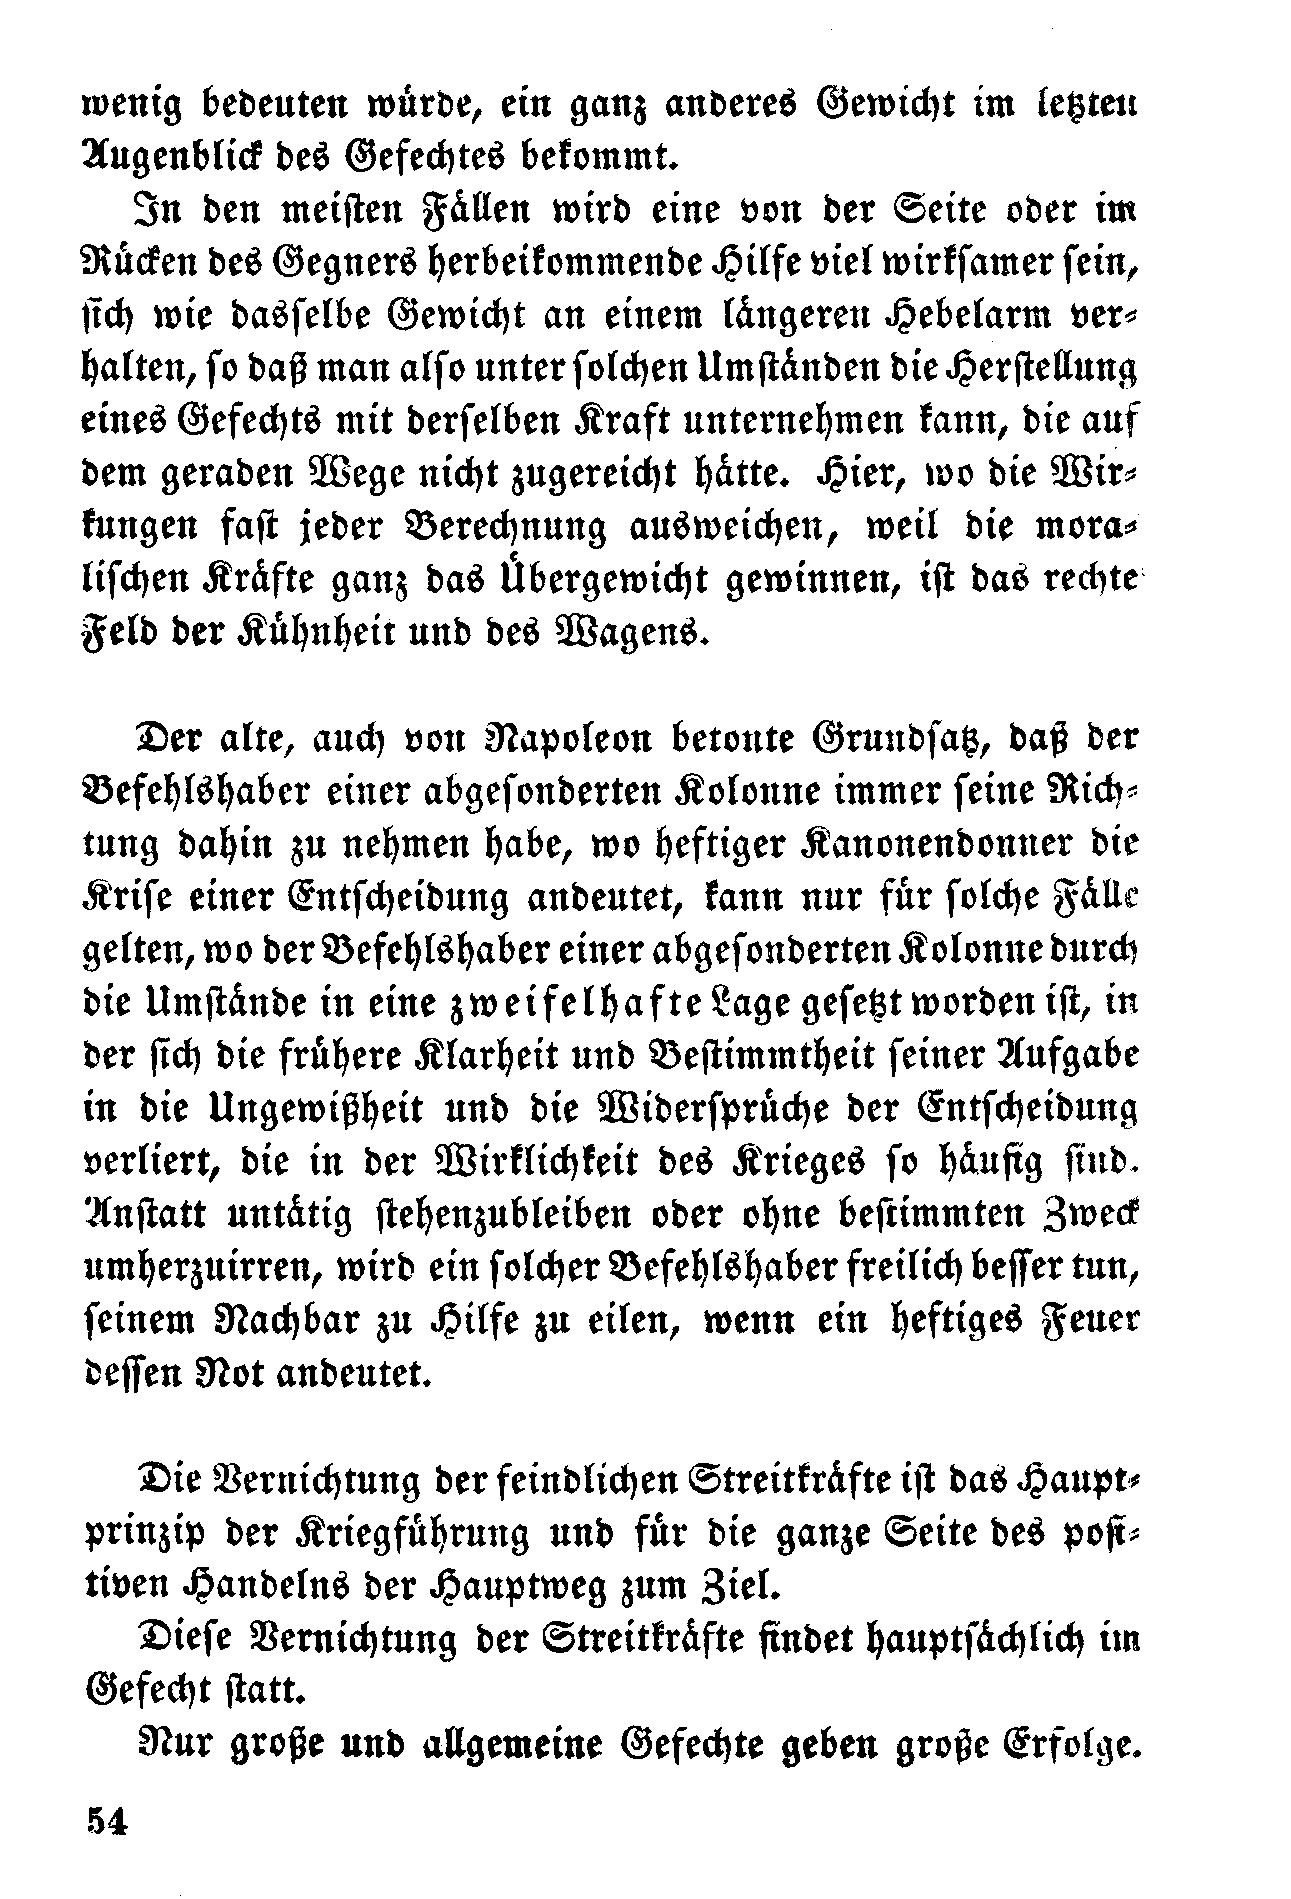 wenig bedeuten würde, ein ganz anderes Gewicht im letzten
Augenblick des Gefechtes bekommt.
In den meisten Fällen wird eine von der Seite oder im
Rücken des Gegners herbeikommende Hilfe viel wirksamer sein,
sich wie dasselbe Gewicht an einem längeren Hebelarm ver-
halten, so daß man also unter solchen Umständen die Herstellung
eines Gefechts mit derselben Kraft unternehmen kann, die auf
dem geraden Wege nicht zugereicht hätte. Hier, wo die Wir-
kungen fast jeder Berechnung ausweichen, weil die mora-
lischen Kräfte ganz das Übergewicht gewinnen, ist das rechte
Feld der Kühnheit und des Wagens.
Der alte, auch von Napoleon betonte Grundsatz, daß der
Befehlshaber einer abgesonderten Kolonne immer seine Rich-
tung dahin zu nehmen habe, wo heftiger Kanonendonner die
Krise einer Entscheidung andeutet, kann nur für solche Fälle
gelten, wo der Befehlshaber einer abgesonderten Kolonne durch
die Umstände in eine zweifelhafte Lage gesetzt worden ist, in
der sich die frühere Klarheit und Bestimmtheit seiner Aufgabe
in die Ungewißheit und die Widersprüche der Entscheidung
verliert, die in der Wirklichkeit des Krieges so häufig sind.
Anstatt untätig stehenzubleiben oder ohne bestimmten Zweck
umherzuirren, wird ein solcher Befehlshaber freilich besser tun,
seinem Nachbar zu Hilfe zu eilen, wenn ein heftiges Feuer
dessen Not andeutet.
Die Vernichtung der feindlichen Streitkräfte ist das Haupt-
prinzip der Kriegführung und für die ganze Seite des posi-
tiven Handelns der Hauptweg zum Ziel.
Diese Vernichtung der Streitkräfte findet hauptsächlich im
Gefecht statt.
Nur große und allgemeine Gefechte geben große Erfolge.
54